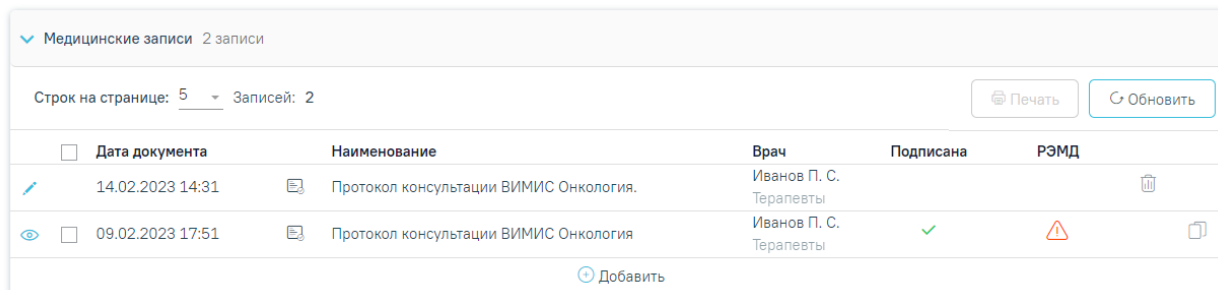 Медицинские записи 2 записи
Строк на странице: 5 Записей: 2 Печать Обновить
Дата документа Наименование Врач Подписана РЭМД
14.02.2023 14:31 Протокол консультации ВИМИС Онкология. Иванов П. С.
Терапевты
09.02.2023 17:51 Протокол консультации ВИМИС Онкология Иванов П. С.
Терапевты
Добавить